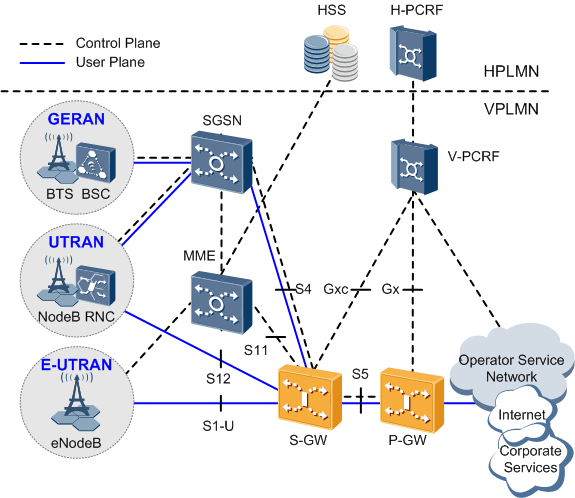 HSS
H-PCRF
Control Plane
User Plane
HPLMN
VPLMN
GERAN
SGSN
V-PCRF
BTS BSC
UTRAN
MME
NodeB RNC
S4
Gxc
Gx
S11
E-UTRAN
S12
S5
Operator Service
Network
Internet
eNodeB
S1-U
S-GW
P-GW
Corporate
Services